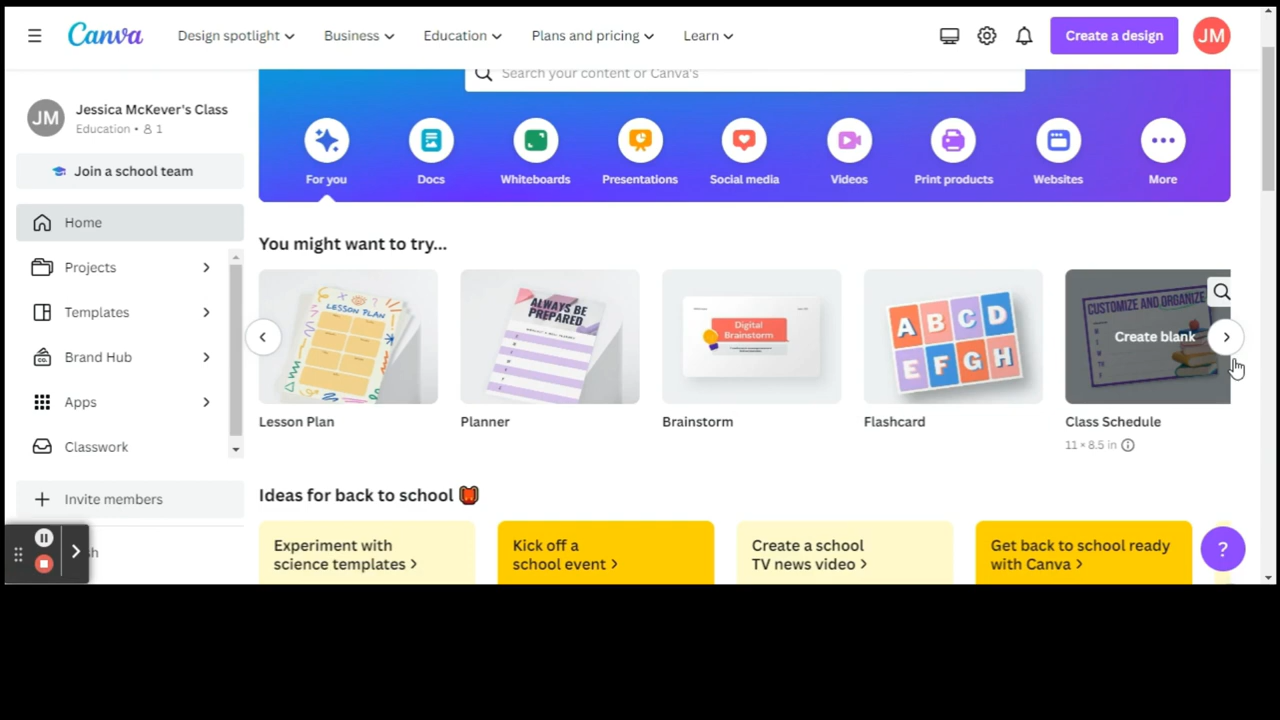 Canva
Design spotlight
Business
Education
Plans and pricing
Learn
Create a design
JM
JM
Jessica McKever's Class
Education • 1
Join a school team
Home
Projects
Templates
Brand Hub
Apps
Classwork
Invite members
sh
Search your content or Canva's
For you
Docs
Whiteboards
Presentations
Social media
Videos
Print products
Websites
More
You might want to try...
LESSON PLAN
ALWAYS BE
PREPARED
Digital
Brainstorm
A B C D
E F G H
CUSTOMIZE AND ORGANIZE
Create blank
Lesson Plan
Planner
Brainstorm
Flashcard
Class Schedule
11 × 8.5 in
Ideas for back to school
Experiment with
science templates >
Kick off a
school event >
Create a school
TV news video >
Get back to school ready
with Canva >
?